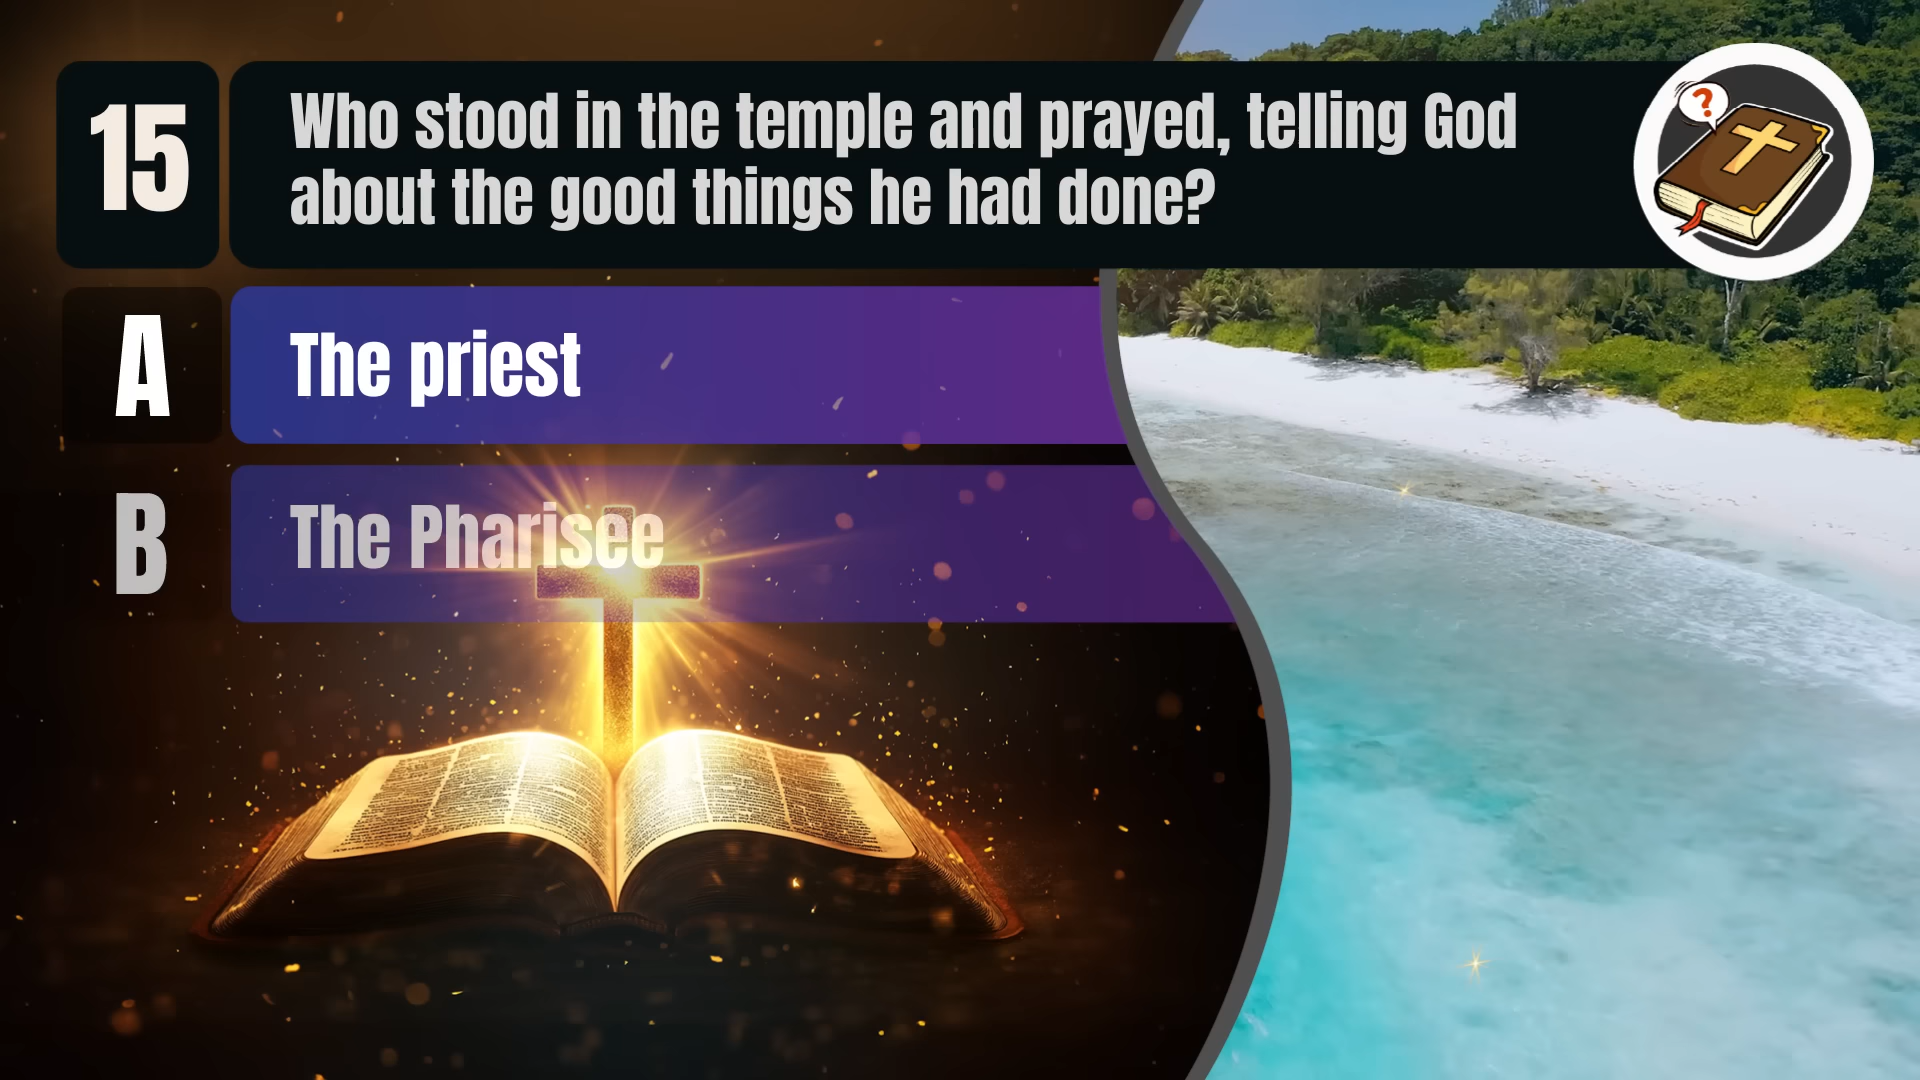 15
Who stood in the temple and prayed, telling God
about the good things he had done?
A
The priest
B
The Pharisee
?